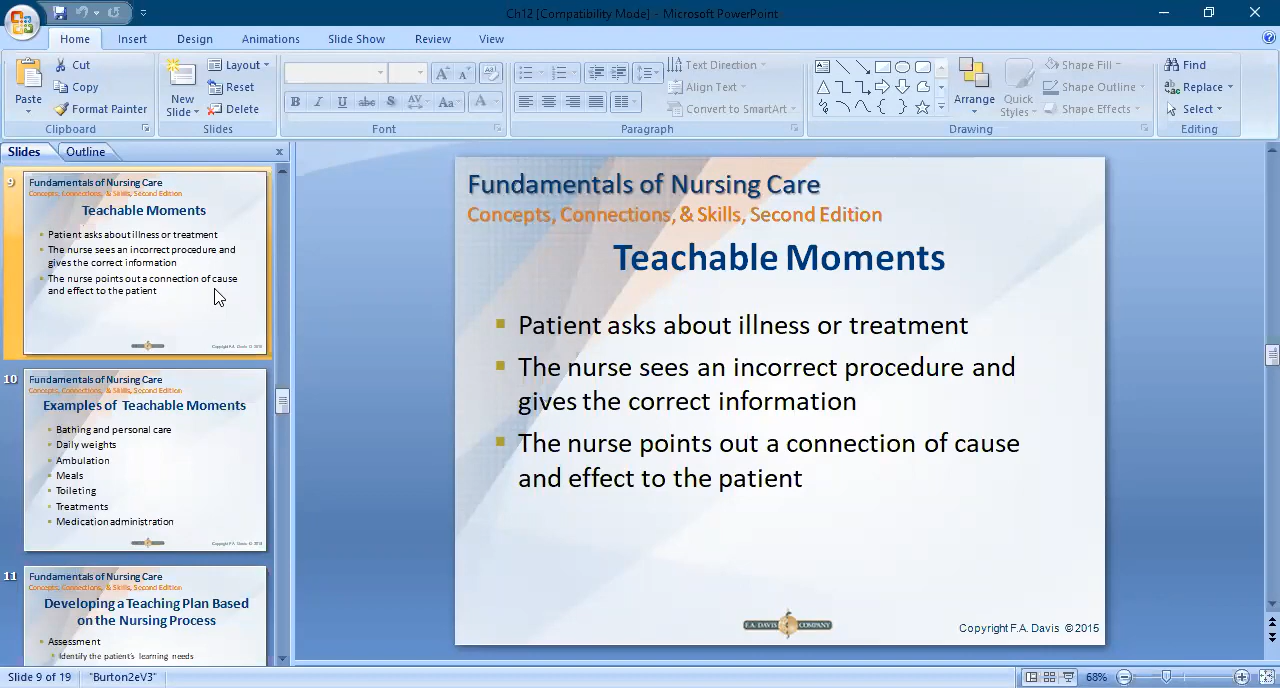 Ch12 [Compatibility Mode] - Microsoft PowerPoint
Home Insert Design Animations Slide Show Review View
Paste
Cut
Copy
Format Painter
Clipboard
New
Slide
Layout
Reset
Delete
Slides
B I U abc S AV Aa A
Font
Text Direction
Align Text
Convert to SmartArt
Paragraph
Arrange
Quick
Styles
Shape Fill
Shape Outline
Shape Effects
Drawing
Find
Replace
Select
Editing
Slides Outline
9
Fundamentals of Nursing Care
Concepts, Connections, & Skills, Second Edition
Teachable Moments
Patient asks about illness or treatment
The nurse sees an incorrect procedure and
gives the correct information
The nurse points out a connection of cause
and effect to the patient
Copyright F.A. Davis © 2015
10
Fundamentals of Nursing Care
Concepts, Connections, & Skills, Second Edition
Examples of Teachable Moments
Bathing and personal care
Daily weights
Ambulation
Meals
Toileting
Treatments
Medication administration
Copyright F.A. Davis © 2015
11
Fundamentals of Nursing Care
Concepts, Connections, & Skills, Second Edition
Developing a Teaching Plan Based
on the Nursing Process
Assessment
Identify the patient's learning needs
Fundamentals of Nursing Care
Concepts, Connections, & Skills, Second Edition
Teachable Moments
Patient asks about illness or treatment
The nurse sees an incorrect procedure and
gives the correct information
The nurse points out a connection of cause
and effect to the patient
F.A. DAVIS COMPANY
Copyright F.A. Davis © 2015
Slide 9 of 19 "Burton2eV3" 68%